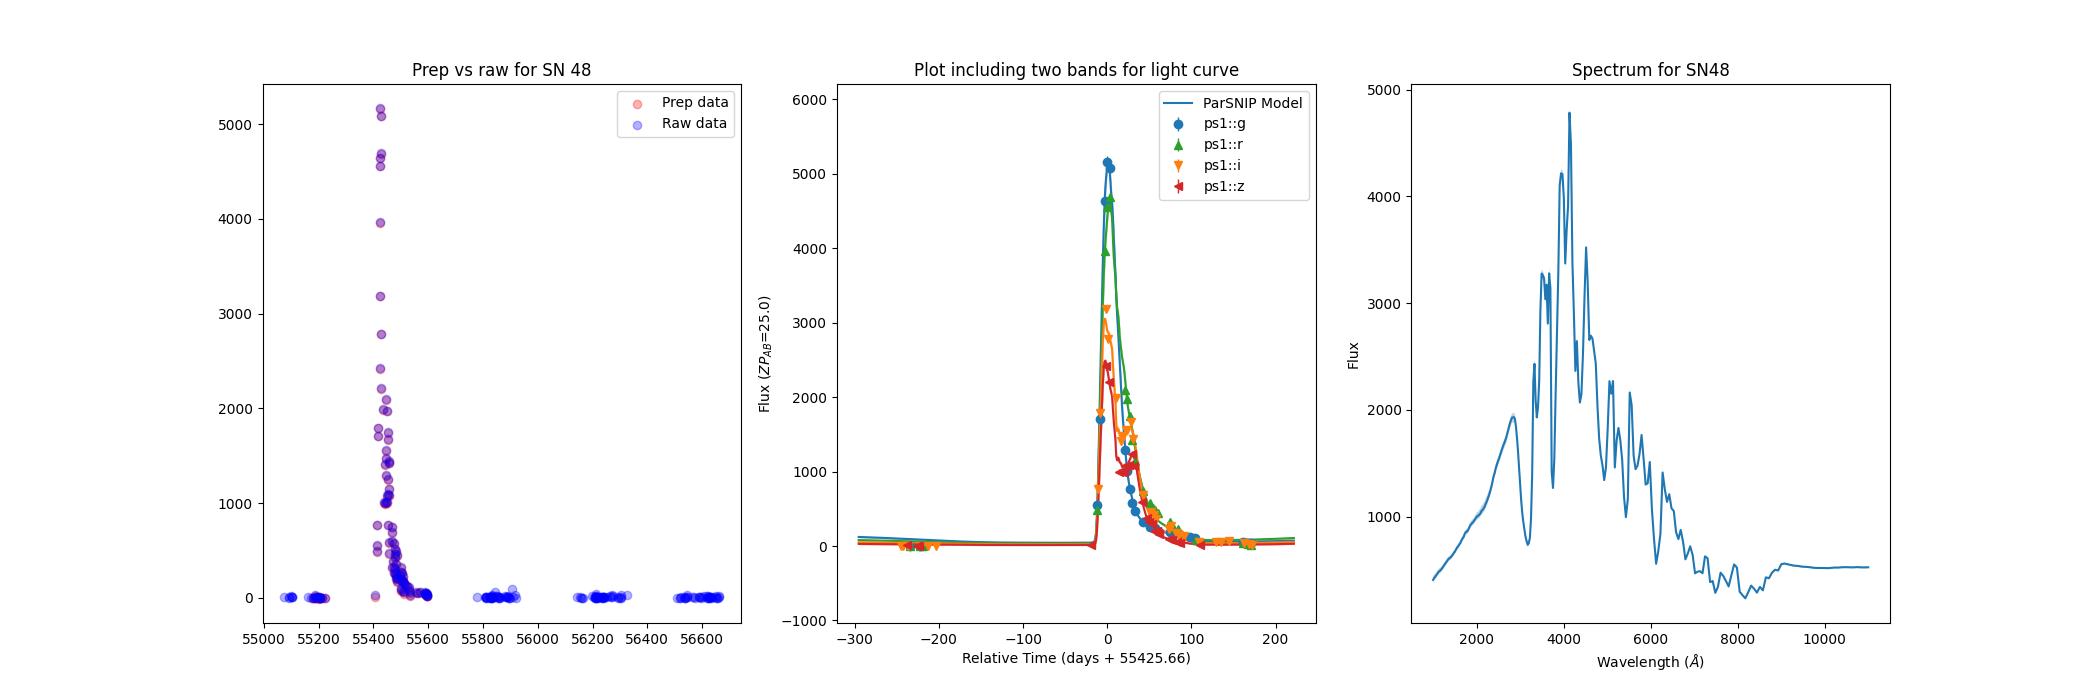 Prep vs raw for SN 48
Prep data
Raw data
5000
4000
3000
2000
1000
0
55000 55200 55400 55600 55800 56000 56200 56400 56600
Plot including two bands for light curve
ParSNIP Model
ps1::g
ps1::r
ps1::i
ps1::z
Flux (ZP_AB=25.0)
6000
5000
4000
3000
2000
1000
0
−1000
−300 −200 −100 0 100 200
Relative Time (days + 55425.66)
Spectrum for SN48
Flux
5000
4000
3000
2000
1000
2000 4000 6000 8000 10000
Wavelength (Å)